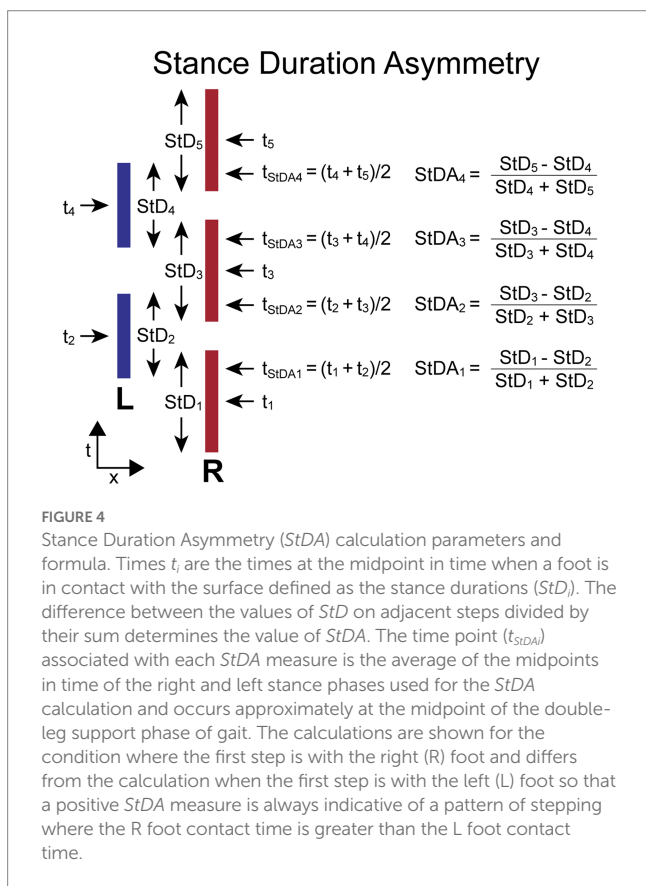 Stance Duration Asymmetry
StD₅
t₅
t_StDA4 = (t₄ + t₅)/2 StDA₄ = StD₅ - StD₄ / StD₄ + StD₅
t₄
StD₄
t_StDA3 = (t₃ + t₄)/2 StDA₃ = StD₃ - StD₄ / StD₃ + StD₄
StD₃
t₃
t_StDA2 = (t₂ + t₃)/2 StDA₂ = StD₃ - StD₂ / StD₂ + StD₃
t₂
StD₂
t_StDA1 = (t₁ + t₂)/2 StDA₁ = StD₁ - StD₂ / StD₁ + StD₂
L
StD₁
t₁
t
x
R
FIGURE 4
Stance Duration Asymmetry (StDA) calculation parameters and
formula. Times tᵢ are the times at the midpoint in time when a foot is
in contact with the surface defined as the stance durations (StDᵢ). The
difference between the values of StD on adjacent steps divided by
their sum determines the value of StDA. The time point (t_StDAi)
associated with each StDA measure is the average of the midpoints
in time of the right and left stance phases used for the StDA
calculation and occurs approximately at the midpoint of the double-
leg support phase of gait. The calculations are shown for the
condition where the first step is with the right (R) foot and differs
from the calculation when the first step is with the left (L) foot so that
a positive StDA measure is always indicative of a pattern of stepping
where the R foot contact time is greater than the L foot contact
time.